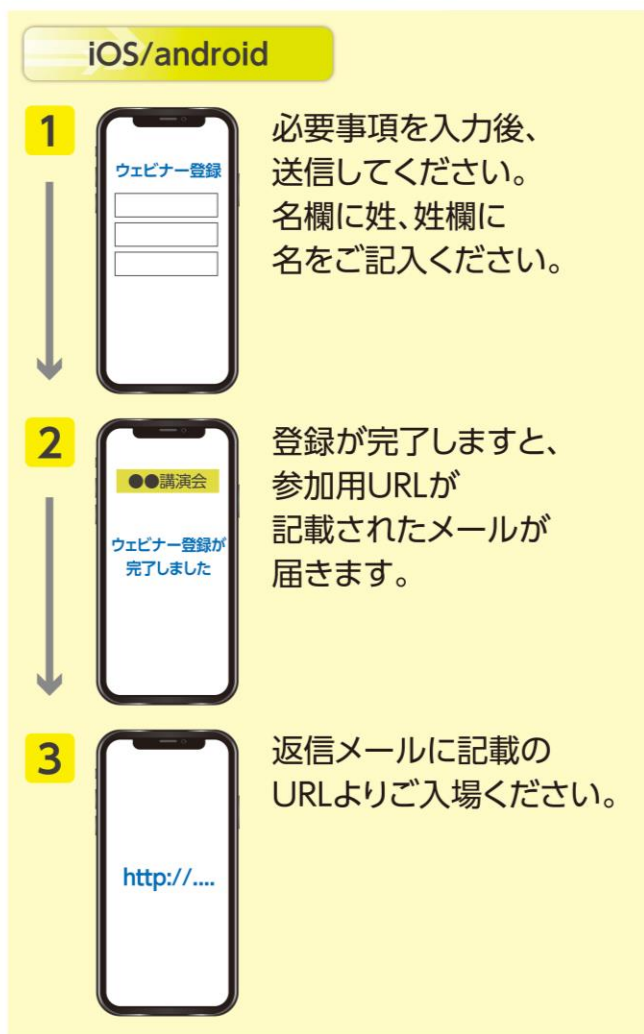 iOS/android
1
ウェビナー登録
必要事項を入力後、
送信してください。
名欄に姓、姓欄に
名をご記入ください。
2
●●講演会
ウェビナー登録が
完了しました
登録が完了しますと、
参加用URLが
記載されたメールが
届きます。
3
http://....
返信メールに記載の
URLよりご入場ください。